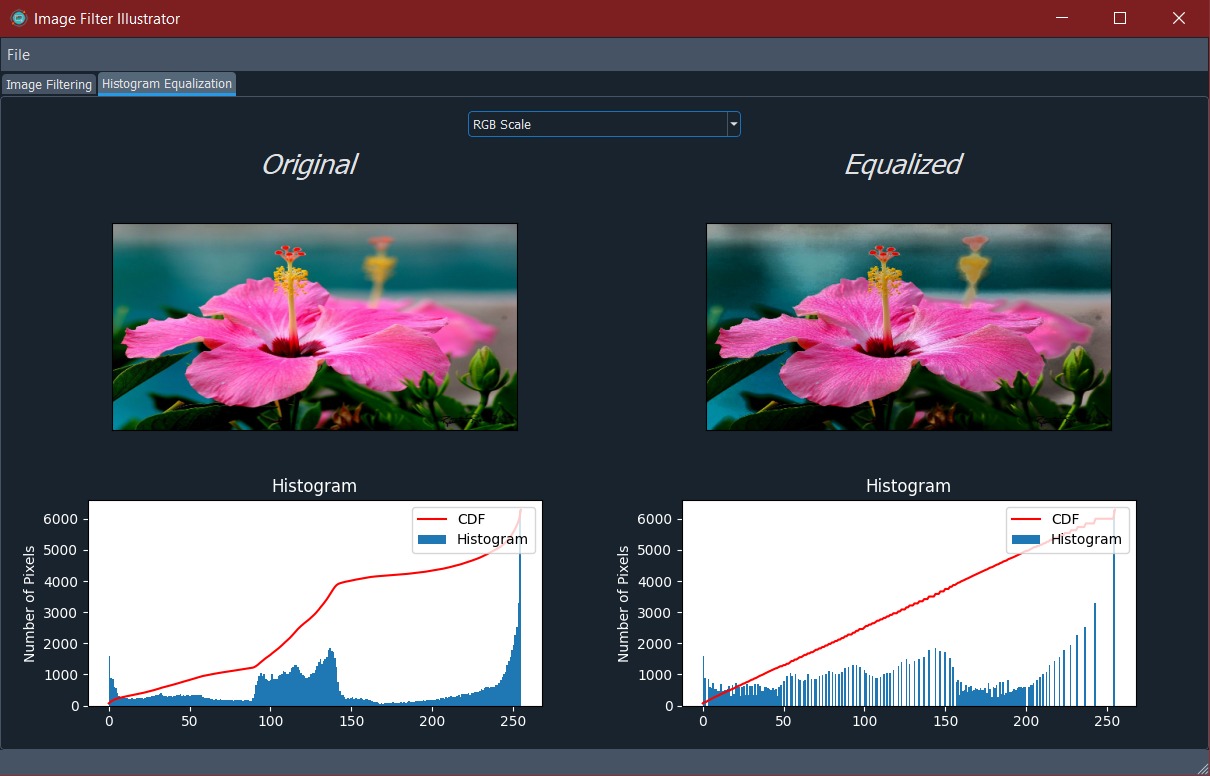 Image Filter Illustrator
File
Image Filtering
Histogram Equalization
RGB Scale
Original
Equalized
Histogram
Histogram
Number of Pixels
6000
5000
4000
3000
2000
1000
0
CDF
Histogram
0
50
100
150
200
250
Number of Pixels
6000
5000
4000
3000
2000
1000
0
CDF
Histogram
0
50
100
150
200
250